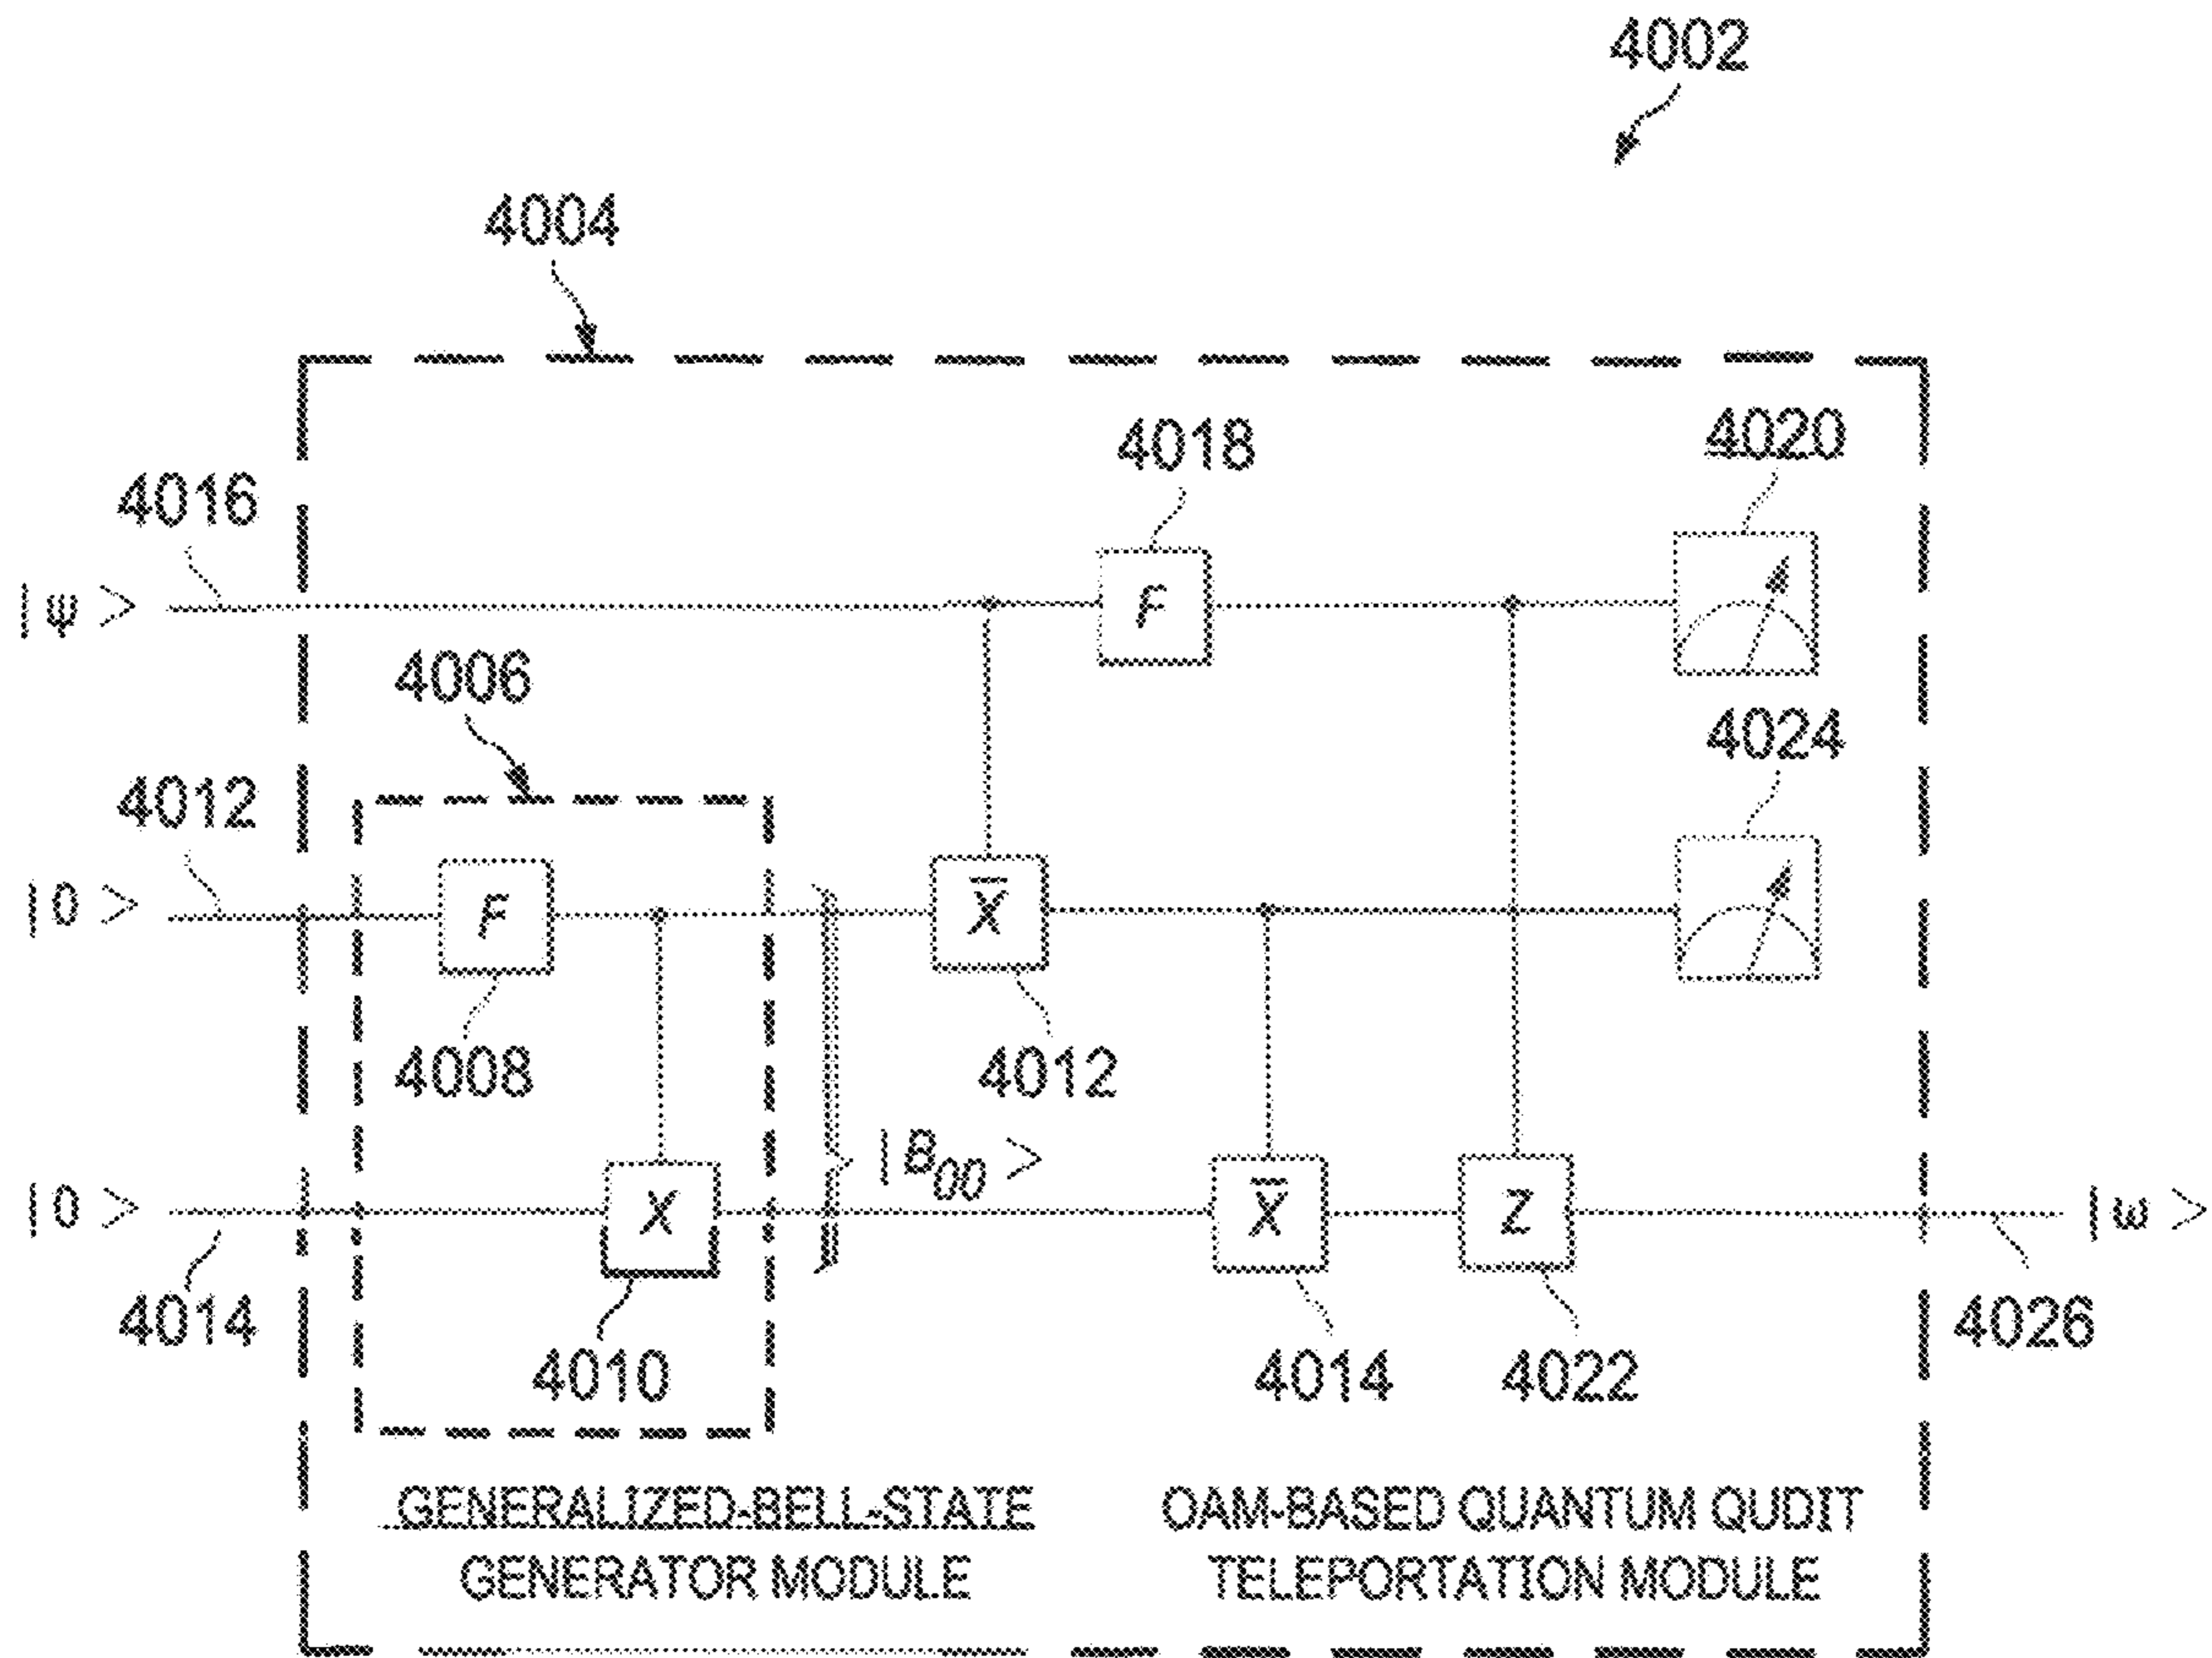 4002
4004
4018
4020
4016
|ψ>
F
4006
4024
4012
|0>
F
X̅
4008
4012
|B00>
|0>
X
X̅
Z
|ω>
4014
4010
4014
4022
4026
GENERALIZED-BELL-STATE
GENERATOR MODULE
OAM-BASED QUANTUM QUDIT
TELEPORTATION MODULE